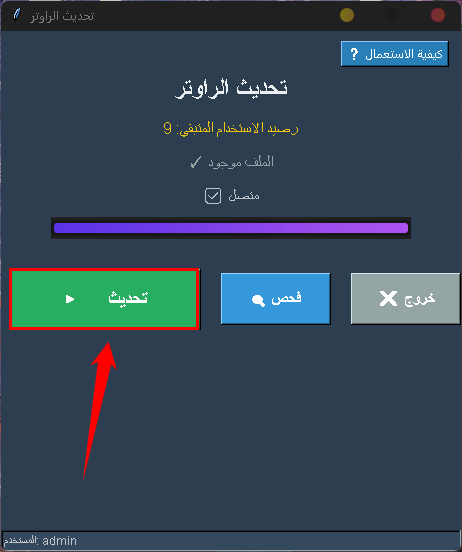 تحديث الراوتر
كيفية الاستعمال ?
تحديث الراوتر
رصيد الاستخدام المتبقي: 9
الملف موجود ✓
متصل
تحديث
فحص
خروج
المستخدم: admin